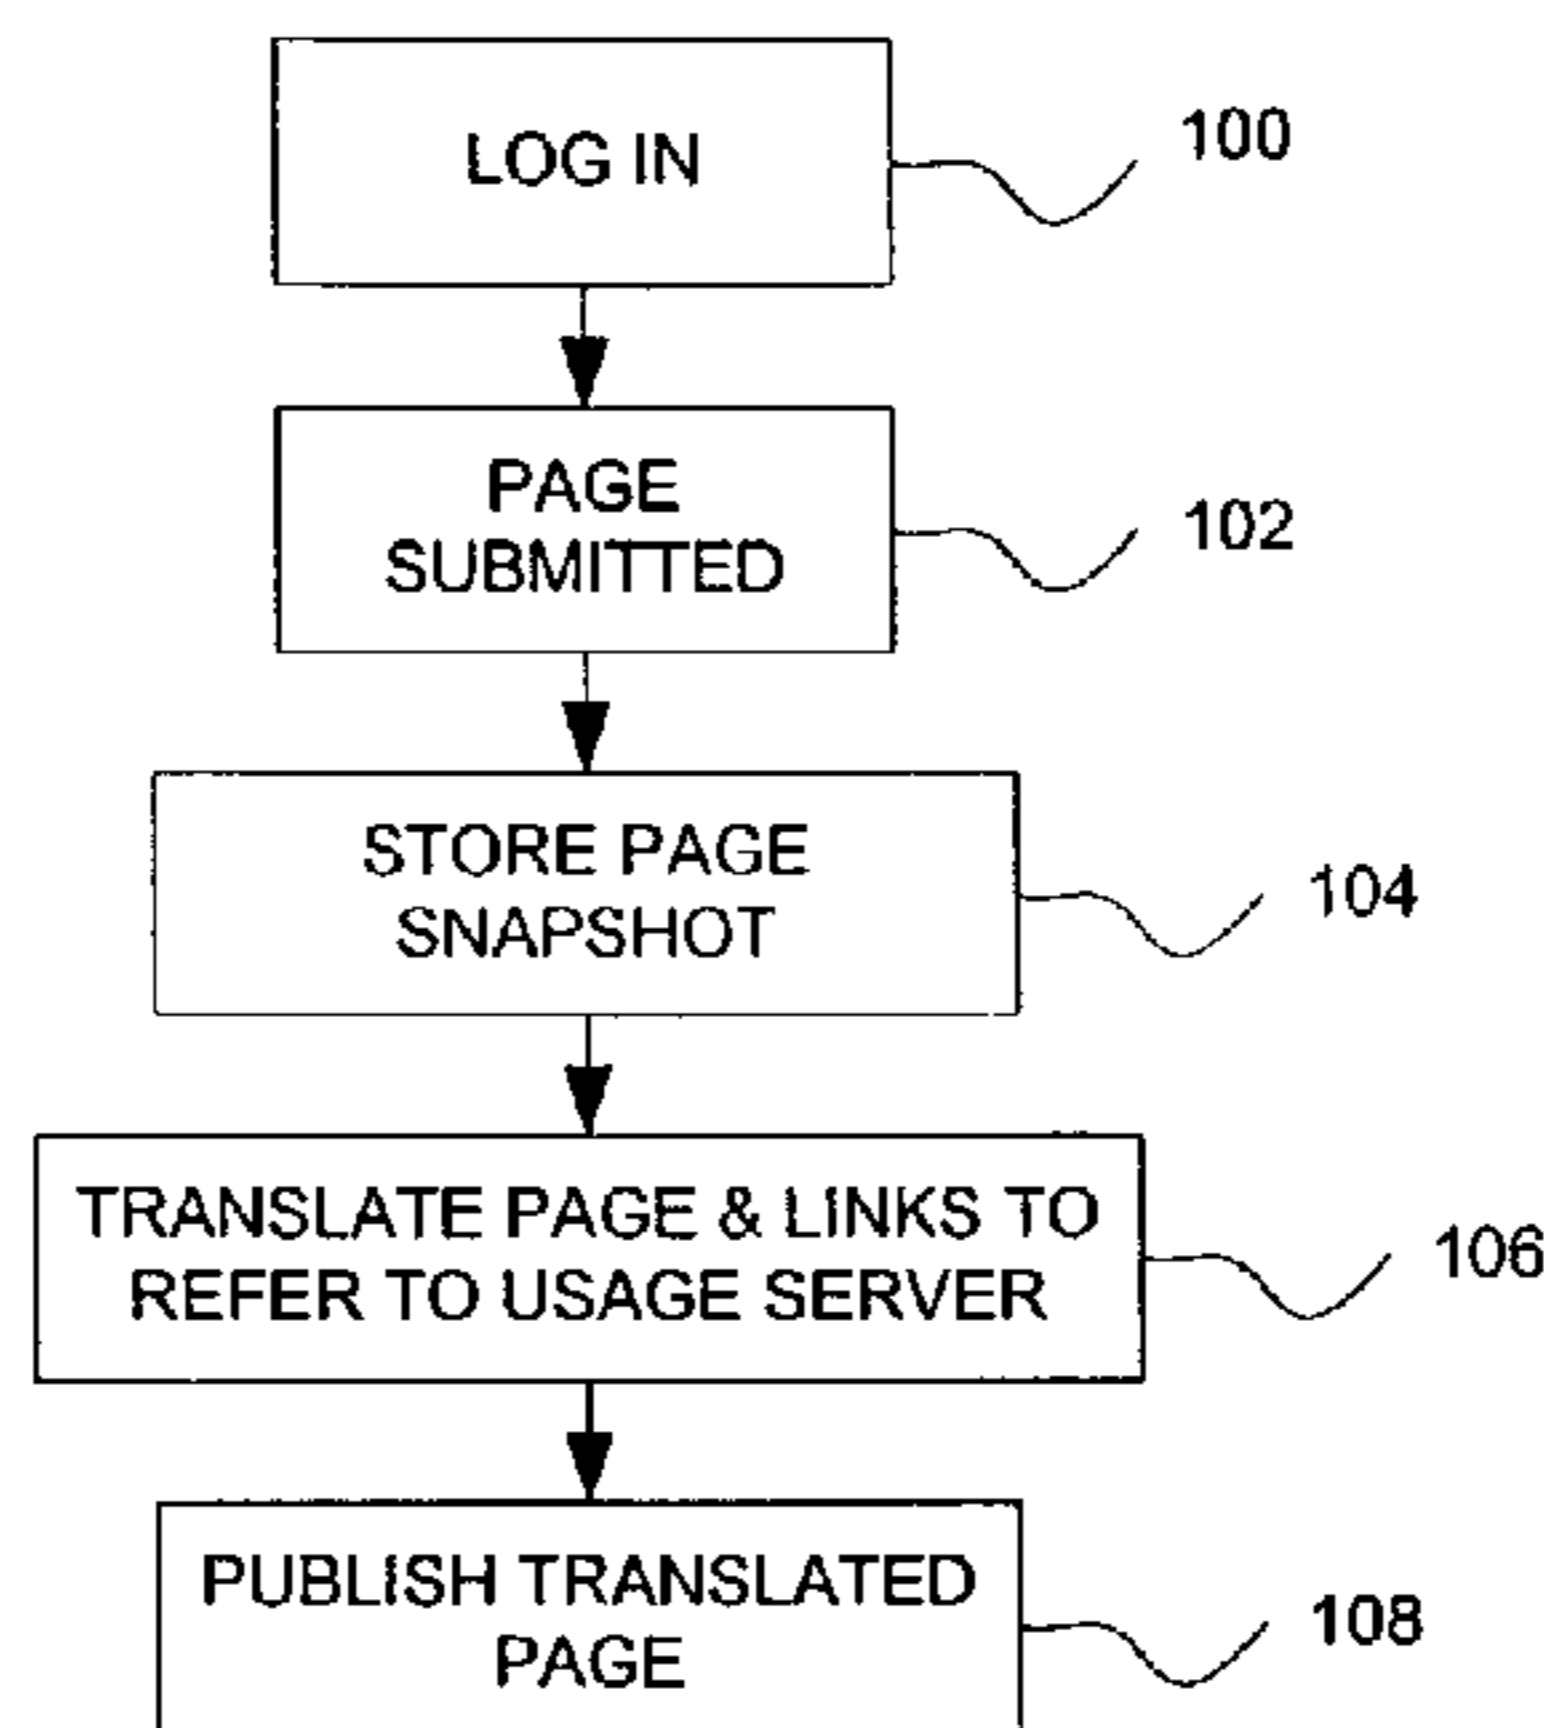 LOG IN
100
PAGE
SUBMITTED
102
STORE PAGE
SNAPSHOT
104
TRANSLATE PAGE & LINKS TO
REFER TO USAGE SERVER
106
PUBLISH TRANSLATED
PAGE
108